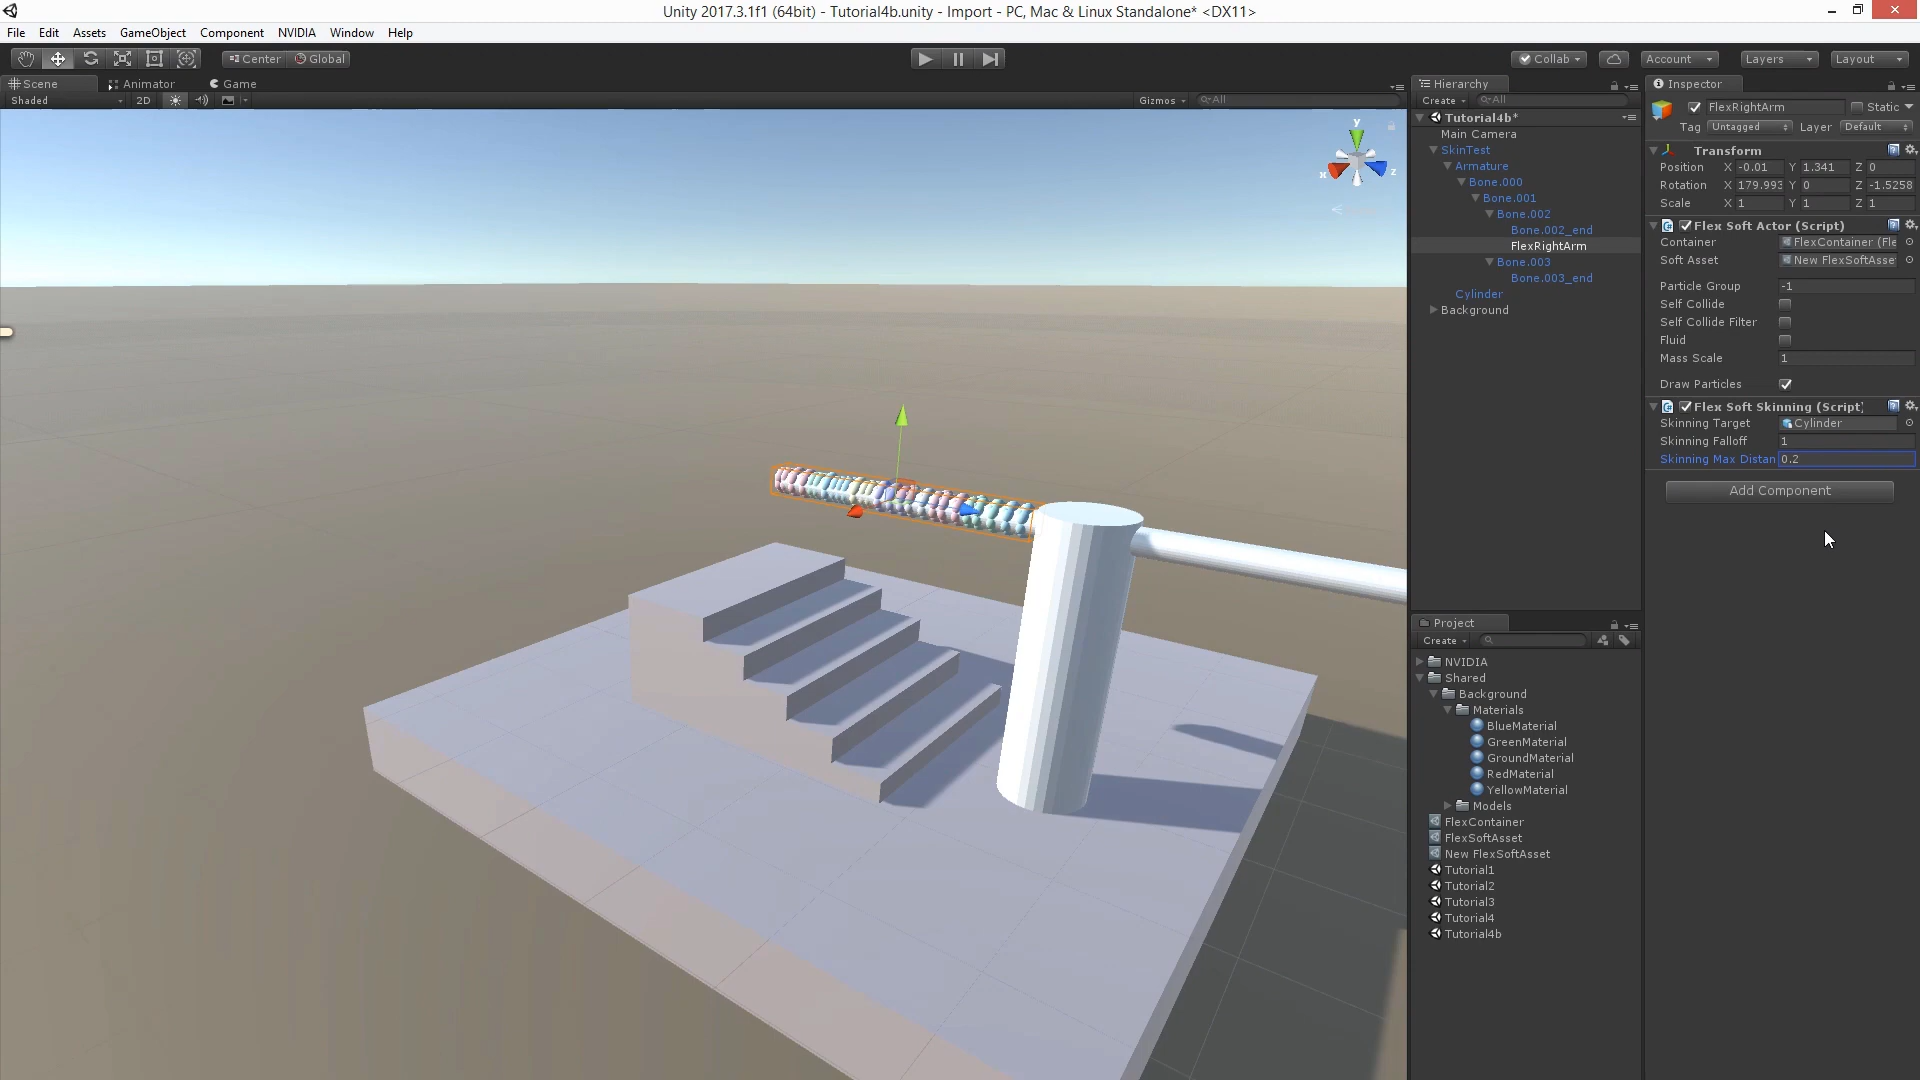 Unity 2017.3.1f1 (64bit) - Tutorial4b.unity - Import - PC, Mac & Linux Standalone* <DX11>
File Edit Assets GameObject Component NVIDIA Window Help
Center Global Collab Account Layers Layout
Scene Animator Game
Shaded 2D Gizmos All
y
x
z
Hierarchy
Create All
Tutorial4b*
Main Camera
SkinTest
Armature
Bone.000
Bone.001
Bone.002
Bone.002_end
FlexRightArm
Bone.003
Bone.003_end
Cylinder
Background
Project
Create
NVIDIA
Shared
Background
Materials
BlueMaterial
GreenMaterial
GroundMaterial
RedMaterial
YellowMaterial
Models
FlexContainer
FlexSoftAsset
New FlexSoftAsset
Tutorial1
Tutorial2
Tutorial3
Tutorial4
Tutorial4b
Inspector
FlexRightArm Static
Tag Untagged Layer Default
Transform
Position X -0.01 Y 1.341 Z 0
Rotation X 179.993 Y 0 Z -1.5258
Scale X 1 Y 1 Z 1
Flex Soft Actor (Script)
Container FlexContainer (Fle
Soft Asset New FlexSoftAsse
Particle Group -1
Self Collide
Self Collide Filter
Fluid
Mass Scale 1
Draw Particles
Flex Soft Skinning (Script)
Skinning Target Cylinder
Skinning Falloff 1
Skinning Max Distan 0.2
Add Component